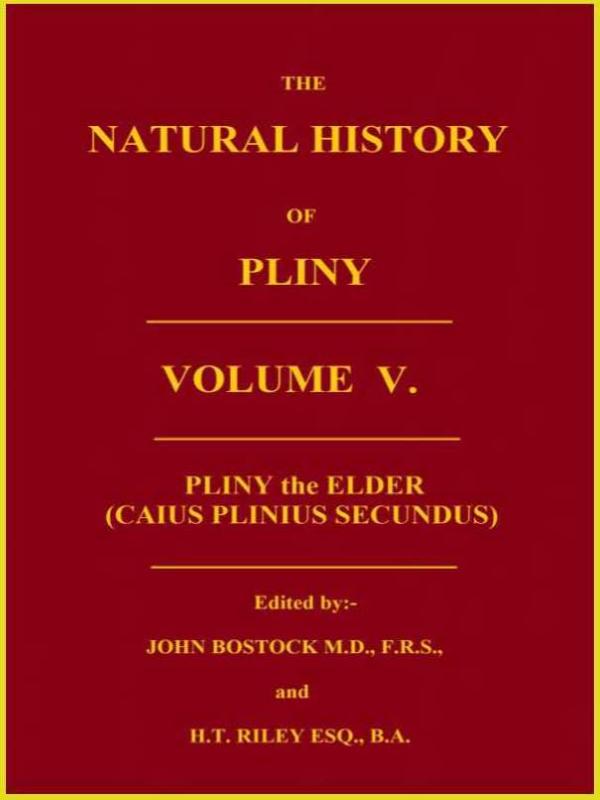 THE
NATURAL HISTORY
OF
PLINY
VOLUME V.
PLINY the ELDER
(CAIUS PLINIUS SECUNDUS)
Edited by:-
JOHN BOSTOCK M.D., F.R.S.,
and
H.T. RILEY ESQ., B.A.